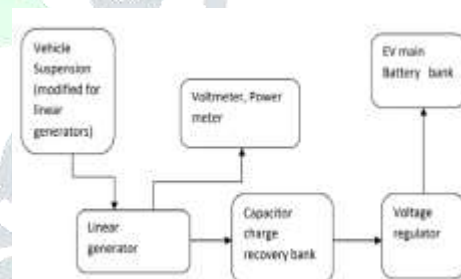 Vehicle
Suspension
(modified for
linear
generators)
Voltmeter, Power
meter
EV main
Battery bank
Linear
generator
Capacitor
charge
recovery bank
Voltage
regulator